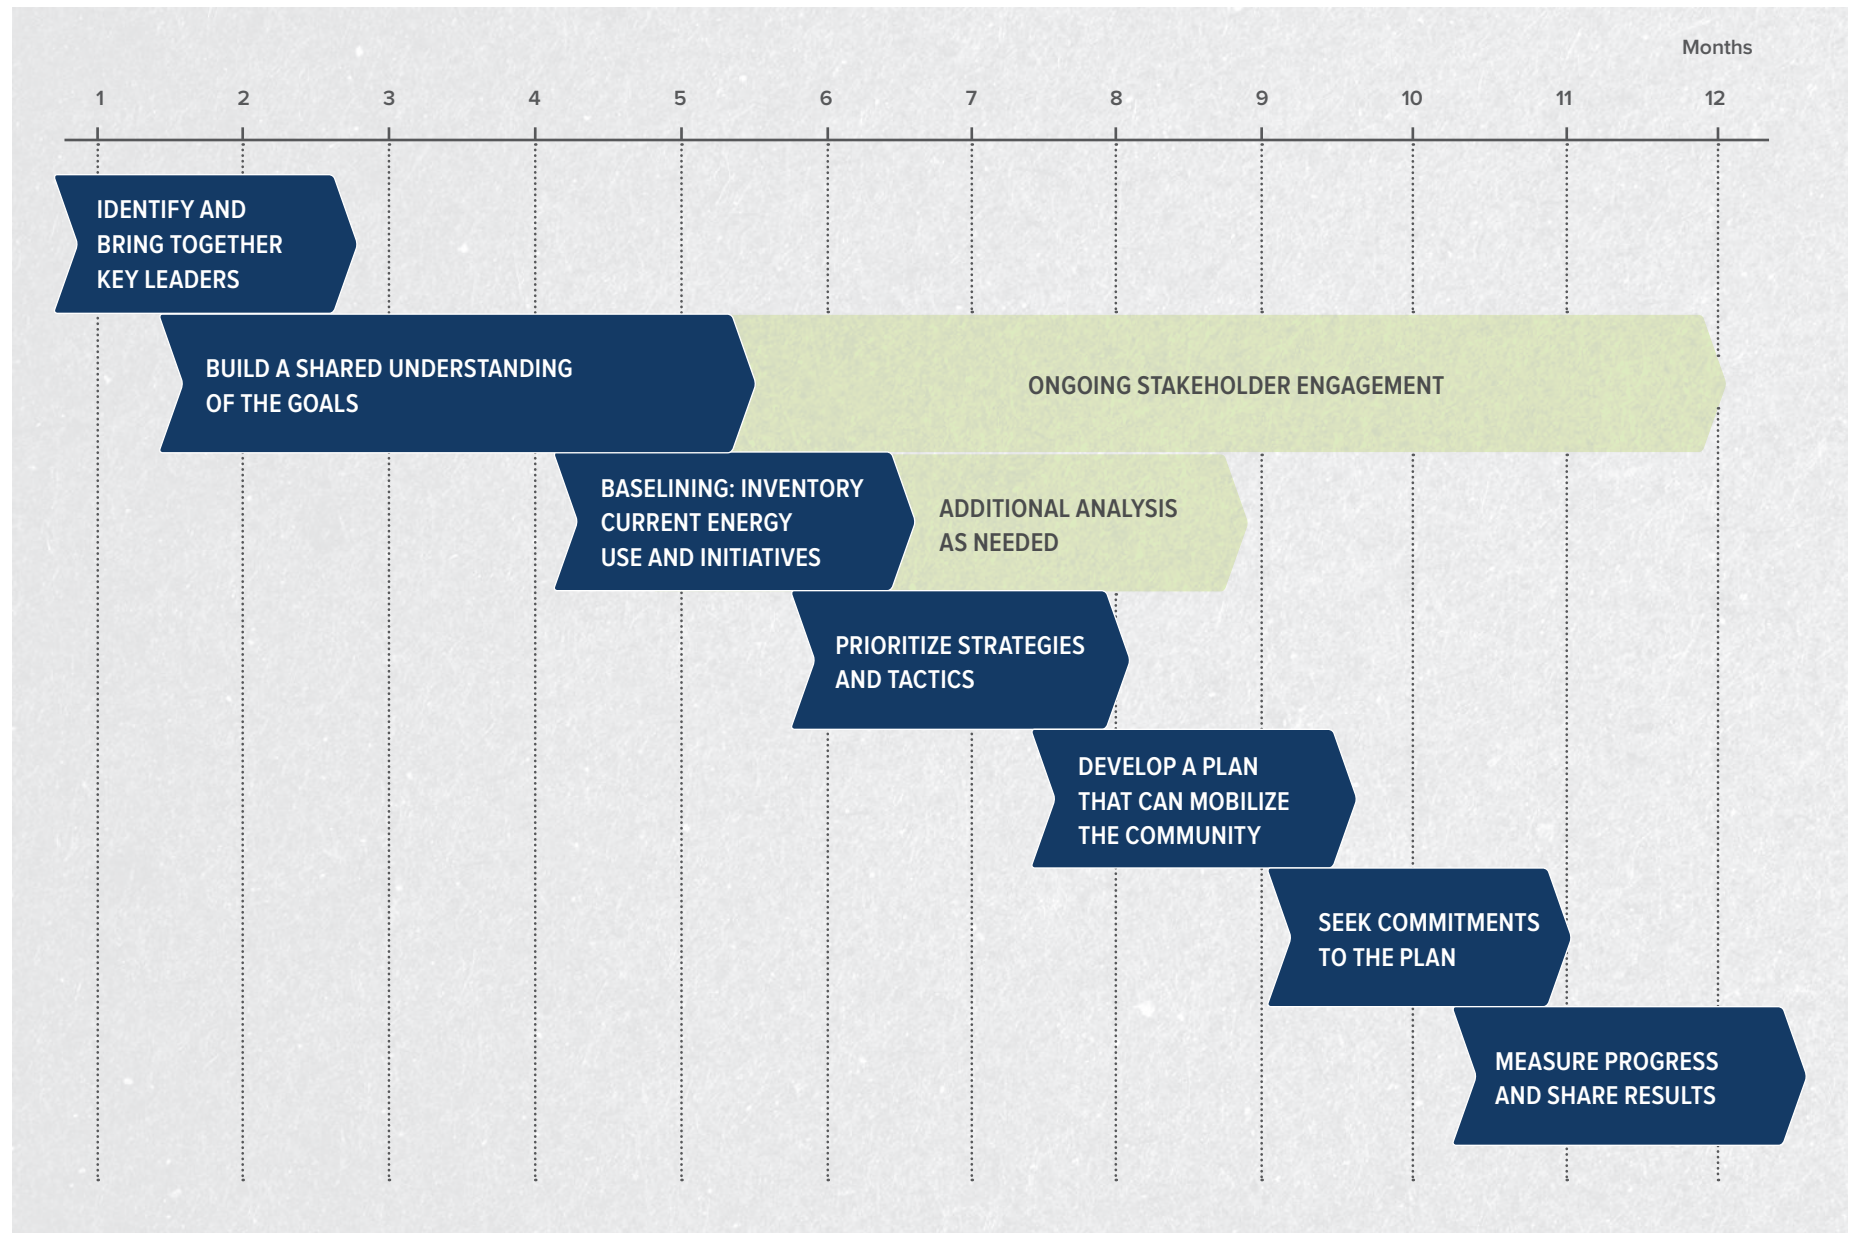 Months
1 2 3 4 5 6 7 8 9 10 11 12
IDENTIFY AND
BRING TOGETHER
KEY LEADERS
BUILD A SHARED UNDERSTANDING
OF THE GOALS
ONGOING STAKEHOLDER ENGAGEMENT
BASELINING: INVENTORY
CURRENT ENERGY
USE AND INITIATIVES
ADDITIONAL ANALYSIS
AS NEEDED
PRIORITIZE STRATEGIES
AND TACTICS
DEVELOP A PLAN
THAT CAN MOBILIZE
THE COMMUNITY
SEEK COMMITMENTS
TO THE PLAN
MEASURE PROGRESS
AND SHARE RESULTS